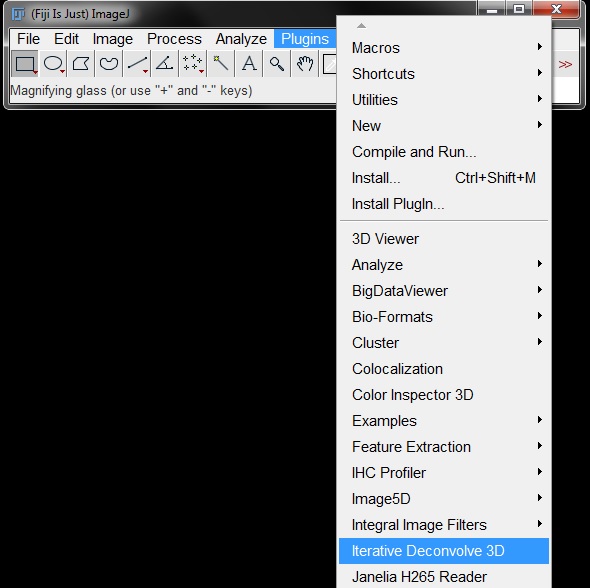 (Fiji Is Just) ImageJ
File Edit Image Process Analyze Plugins
A >>
Magnifying glass (or use "+" and "-" keys)
Macros
Shortcuts
Utilities
New
Compile and Run...
Install... Ctrl+Shift+M
Install PlugIn...
3D Viewer
Analyze
BigDataViewer
Bio-Formats
Cluster
Colocalization
Color Inspector 3D
Examples
Feature Extraction
IHC Profiler
Image5D
Integral Image Filters
Iterative Deconvolve 3D
Janelia H265 Reader